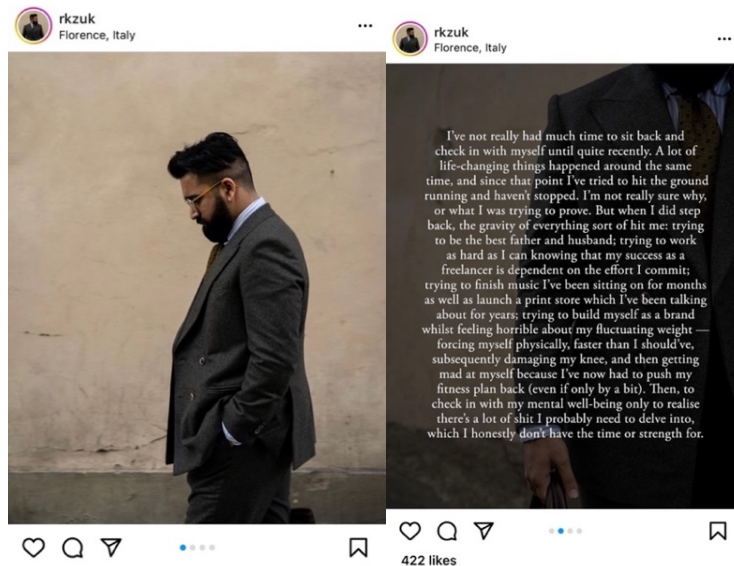 rkzuk
Florence, Italy
rkzuk
Florence, Italy
I've not really had much time to sit back and
check in with myself until quite recently. A lot of
life-changing things happened around the same
time, and since that point I've tried to hit the ground
running and haven't stopped. I'm not really sure why,
or what I was trying to prove. But when I did step
back, the gravity of everything sort of hit me: trying
to be the best father and husband; trying to work
as hard as I can knowing that my success as a
freelancer is dependent on the effort I commit;
trying to finish music I've been sitting on for months
as well as launch a print store which I've been talking
about for years; trying to build myself as a brand
whilst feeling horrible about my fluctuating weight —
forcing myself physically, faster than I should've,
subsequently damaging my knee, and then getting
mad at myself because I've now had to push my
fitness plan back (even if only by a bit). Then, to
check in with my mental well-being only to realise
there's a lot of shit I probably need to delve into,
which I honestly don't have the time or strength for.
422 likes